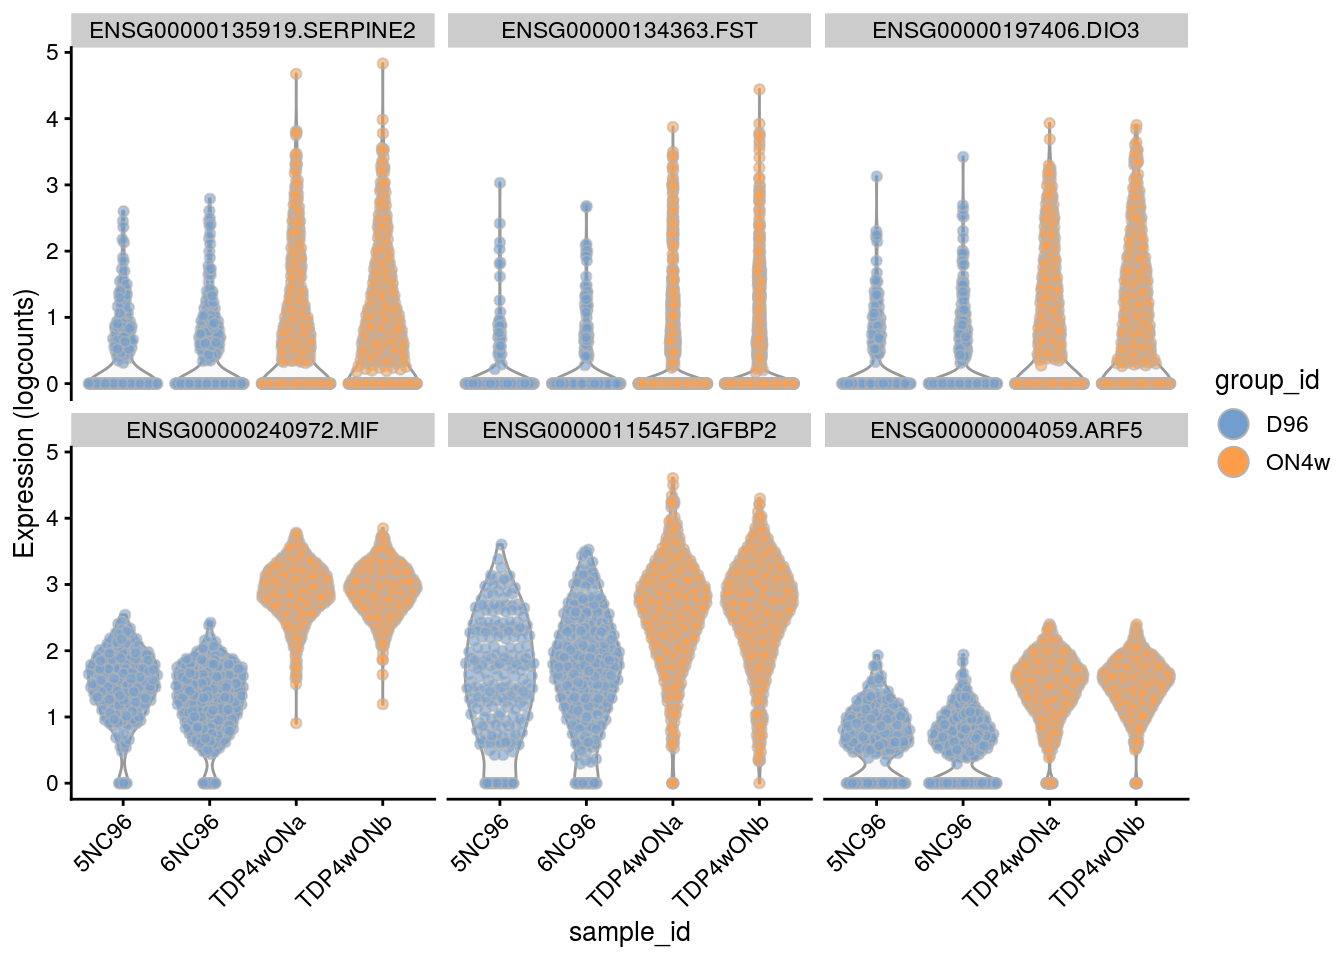 ENSG00000135919.SERPINE2 ENSG00000134363.FST ENSG00000197406.DIO3
5
4
3
2
1
0
ENSG00000240972.MIF ENSG00000115457.IGFBP2 ENSG00000004059.ARF5
5
4
3
2
1
0
Expression (logcounts)
5NC96 6NC96 TDP4wONa TDP4wONb 5NC96 6NC96 TDP4wONa TDP4wONb 5NC96 6NC96 TDP4wONa TDP4wONb
sample_id
group_id
D96
ON4w